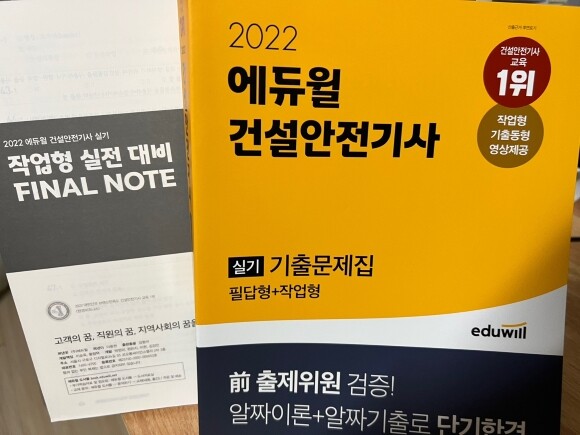 2022 에듀윌 건설안전기사 실기
작업형 실전 대비
FINAL NOTE
고객의 꿈, 직원의 꿈, 지역사회의 꿈을
2022
에듀윌
건설안전기사
건설안전기사
교육
1위
작업형
기출동형
영상제공
실기 기출문제집
필답형+작업형
eduwill
前 출제위원 검증!
알짜이론+알짜기출로 단기합격